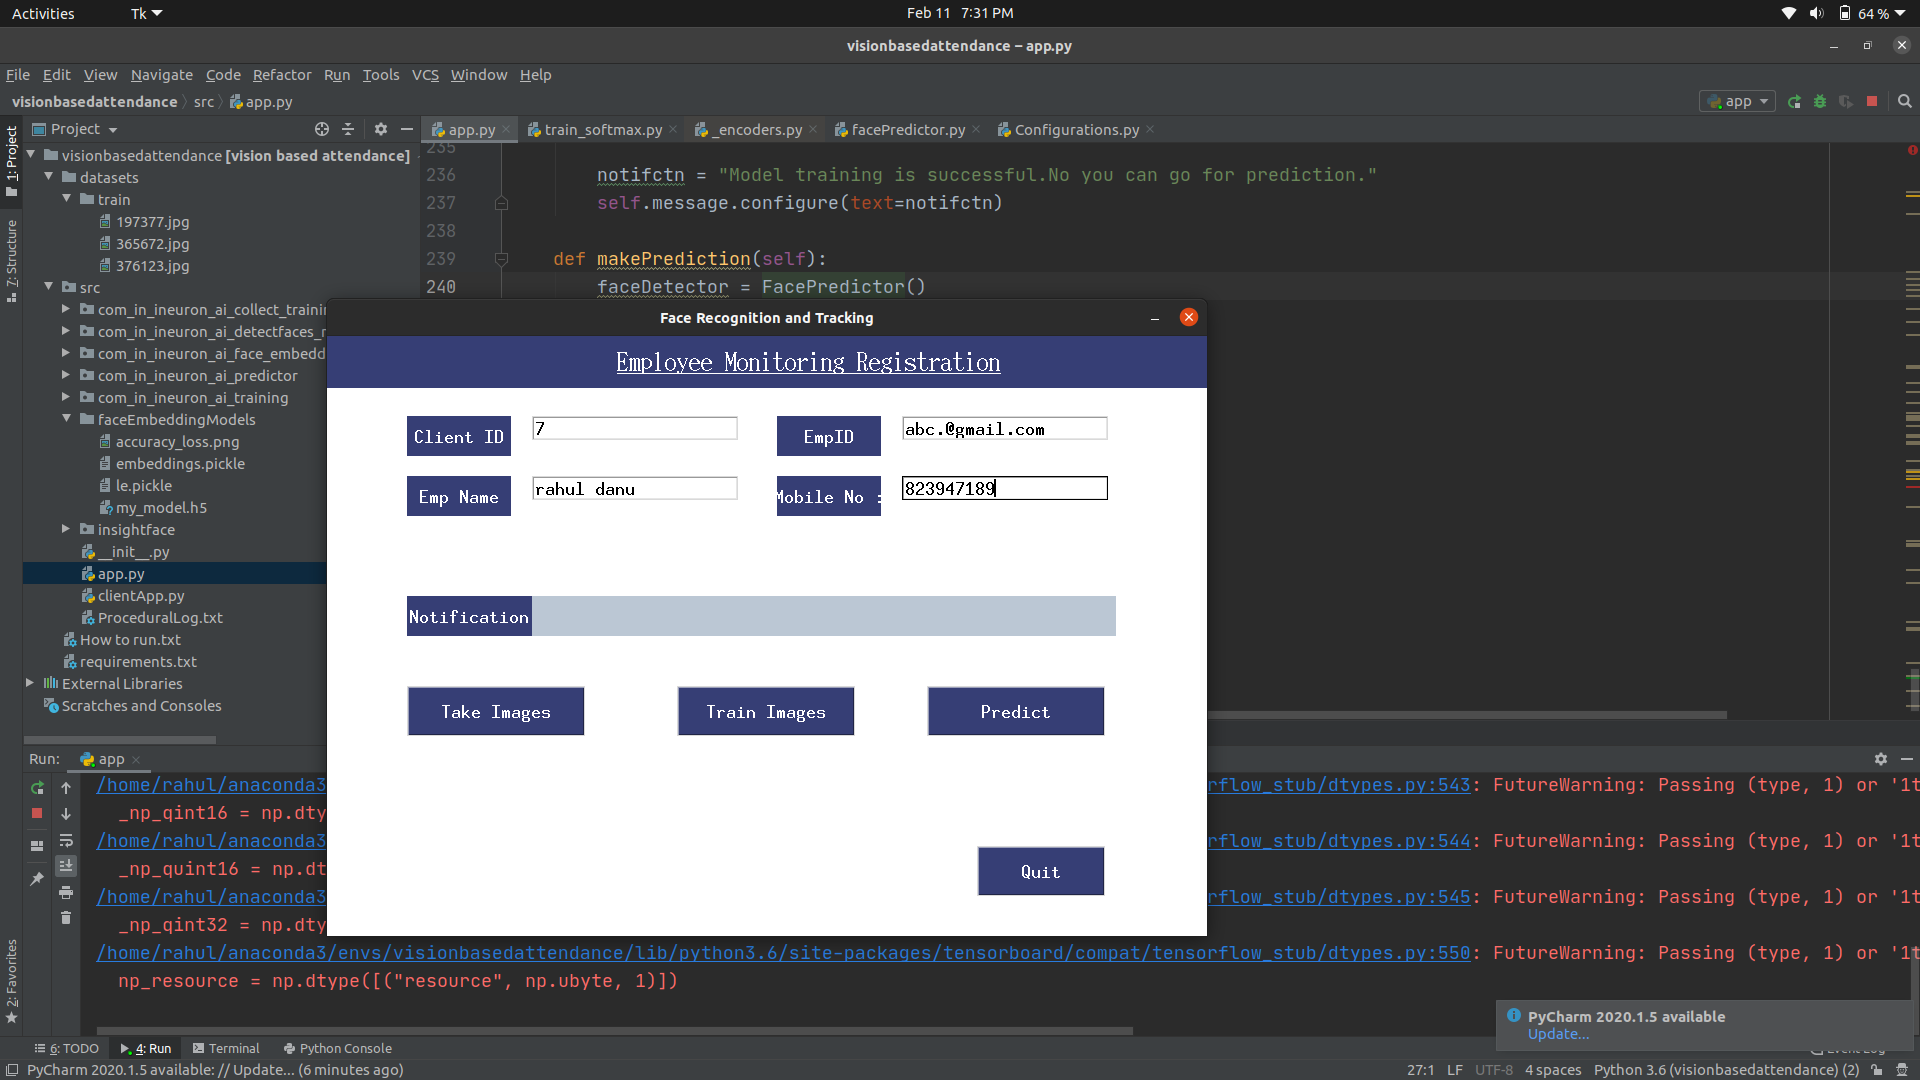 Activities
Tk
Feb 11 7:31 PM
64 %
visionbasedattendance – app.py
File Edit View Navigate Code Refactor Run Tools VCS Window Help
visionbasedattendance src app.py
app
Project
app.py train_softmax.py _encoders.py facePredictor.py Configurations.py
1: Project
7: Structure
2: Favorites
visionbasedattendance [vision based attendance]
datasets
train
197377.jpg
365672.jpg
376123.jpg
src
com_in_ineuron_ai_collect_trainin
com_in_ineuron_ai_detectfaces_
com_in_ineuron_ai_face_embedd
com_in_ineuron_ai_predictor
com_in_ineuron_ai_training
faceEmbeddingModels
accuracy_loss.png
embeddings.pickle
le.pickle
my_model.h5
insightface
__init__.py
app.py
clientApp.py
ProceduralLog.txt
How to run.txt
requirements.txt
External Libraries
Scratches and Consoles
235
236 notifctn = "Model training is successful.No you can go for prediction."
237 self.message.configure(text=notifctn)
238
239 def makePrediction(self):
240 faceDetector = FacePredictor()
Face Recognition and Tracking
Employee Monitoring Registration
Client ID 7 EmpID abc.@gmail.com
Emp Name rahul danu Mobile No : 823947189
Notification
Take Images Train Images Predict
Quit
Run: app
/home/rahul/anaconda3 rflow_stub/dtypes.py:543: FutureWarning: Passing (type, 1) or '1t
_np_qint16 = np.dty
/home/rahul/anaconda3 rflow_stub/dtypes.py:544: FutureWarning: Passing (type, 1) or '1t
_np_quint16 = np.dt
/home/rahul/anaconda3 rflow_stub/dtypes.py:545: FutureWarning: Passing (type, 1) or '1t
_np_qint32 = np.dty
/home/rahul/anaconda3/envs/visionbasedattendance/lib/python3.6/site-packages/tensorboard/compat/tensorflow_stub/dtypes.py:550: FutureWarning: Passing (type, 1) or '1t
np_resource = np.dtype([("resource", np.ubyte, 1)])
PyCharm 2020.1.5 available
Update...
6: TODO 4: Run Terminal Python Console Event Log
PyCharm 2020.1.5 available: // Update... (6 minutes ago)
27:1 LF UTF-8 4 spaces Python 3.6 (visionbasedattendance) (2)